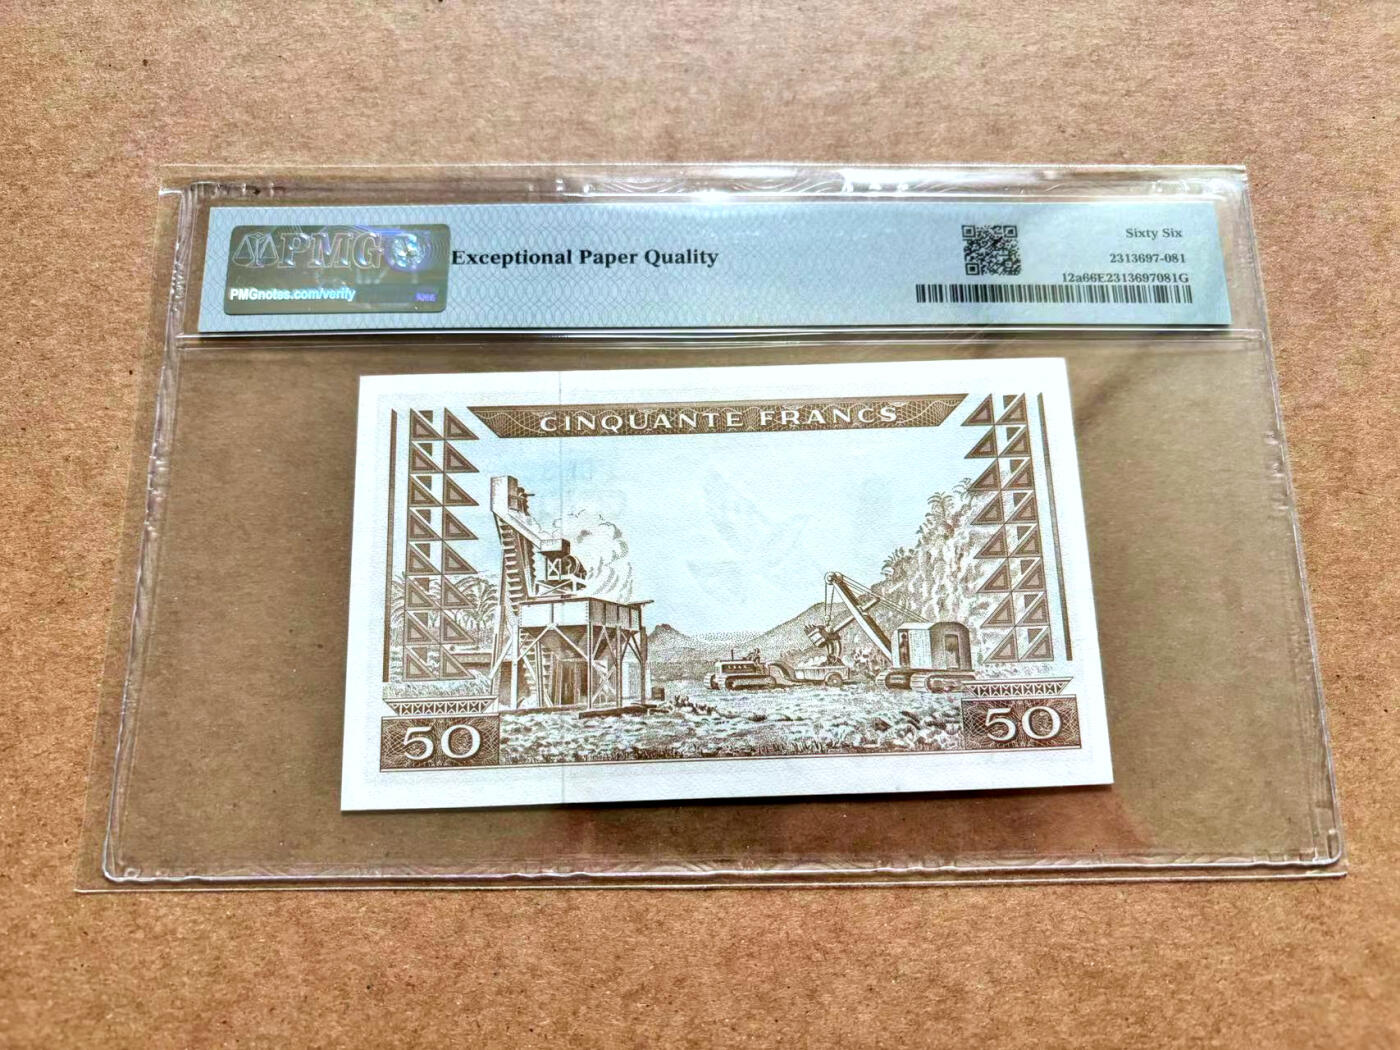 PMG
PMGnotes.com/verify
Exceptional Paper Quality
Sixty Six
2313697-081
12a66E2313697081G
CINQUANTE FRANCS
50
50